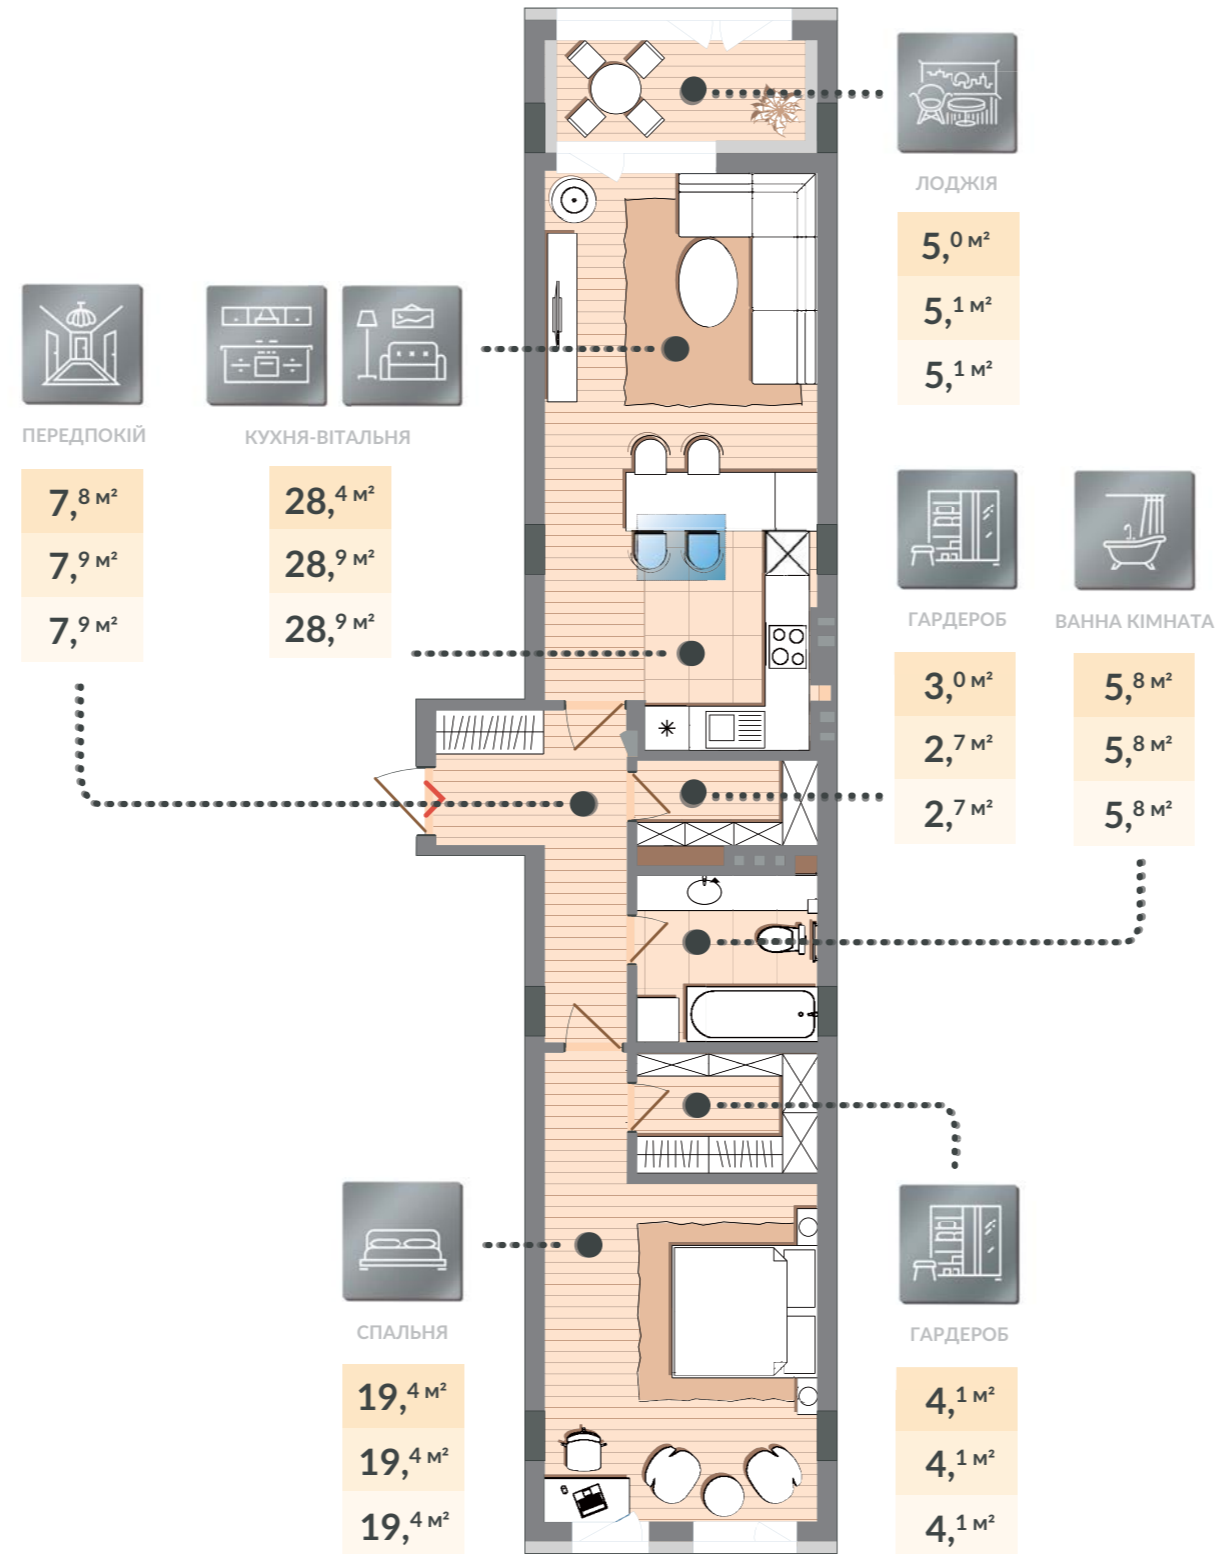 ЛОДЖІЯ
5,0 м²
5,1 м²
5,1 м²
ПЕРЕДПОКІЙ
7,8 м²
7,9 м²
7,9 м²
КУХНЯ-ВІТАЛЬНЯ
28,4 м²
28,9 м²
28,9 м²
ГАРДЕРОБ
3,0 м²
2,7 м²
2,7 м²
ВАННА КІМНАТА
5,8 м²
5,8 м²
5,8 м²
СПАЛЬНЯ
19,4 м²
19,4 м²
19,4 м²
ГАРДЕРОБ
4,1 м²
4,1 м²
4,1 м²